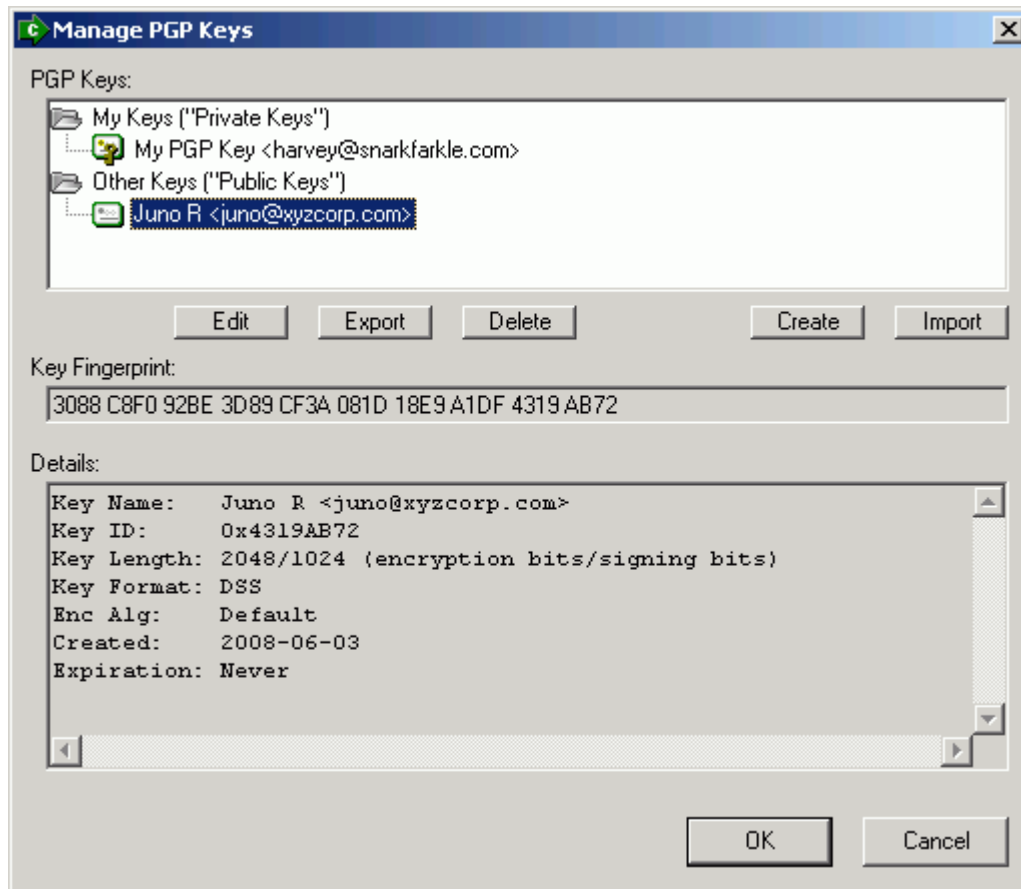 Manage PGP Keys
PGP Keys:
My Keys ("Private Keys")
My PGP Key <harvey@snarkfarkle.com>
Other Keys ("Public Keys")
Juno R <juno@xyzcorp.com>
Edit Export Delete Create Import
Key Fingerprint:
3088 C8F0 92BE 3D89 CF3A 081D 18E9 A1DF 4319 AB72
Details:
Key Name: Juno R <juno@xyzcorp.com>
Key ID: 0x4319AB72
Key Length: 2048/1024 (encryption bits/signing bits)
Key Format: DSS
Enc Alg: Default
Created: 2008-06-03
Expiration: Never
OK Cancel